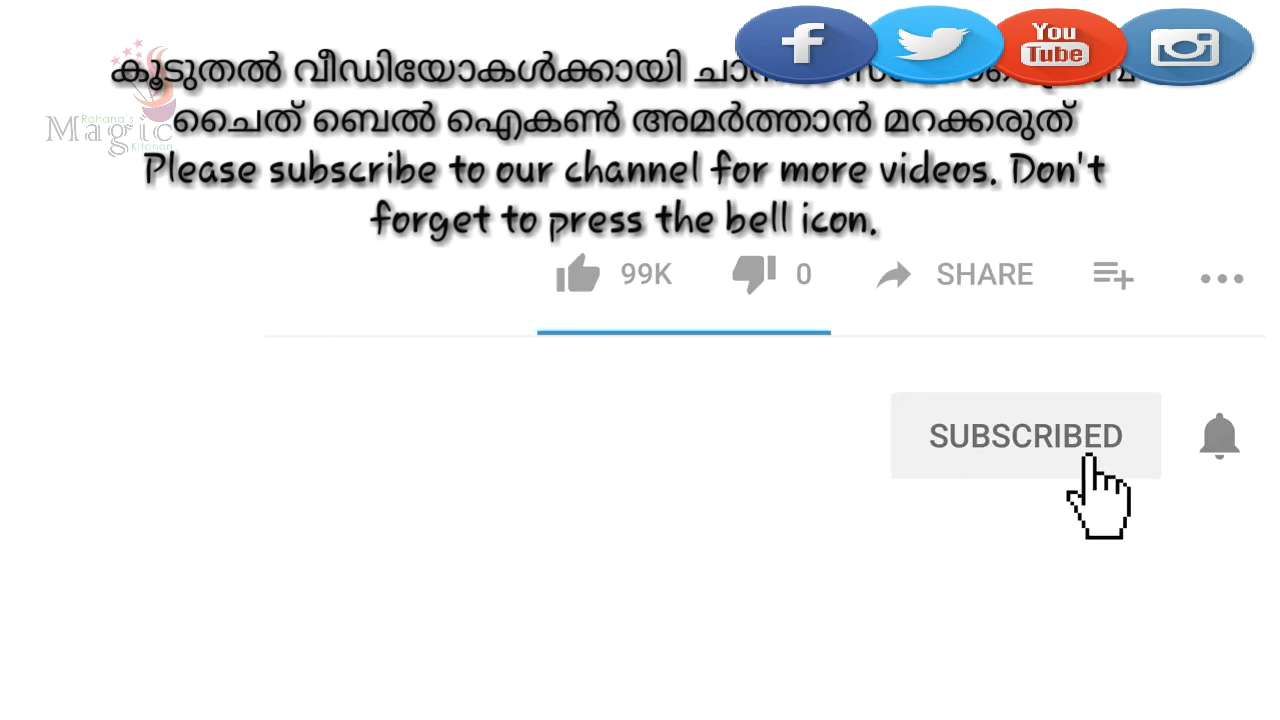 കൂടുതൽ വീഡിയോകൾക്കായി
ചെയ്ത് ബെൽ ഐകൺ അമർത്താൻ മറക്കരുത്
Please subscribe to our channel for more videos. Don't
forget to press the bell icon.
Rahana's
Magic
Kitchen
f
You
Tube
99K
0
SHARE
SUBSCRIBED